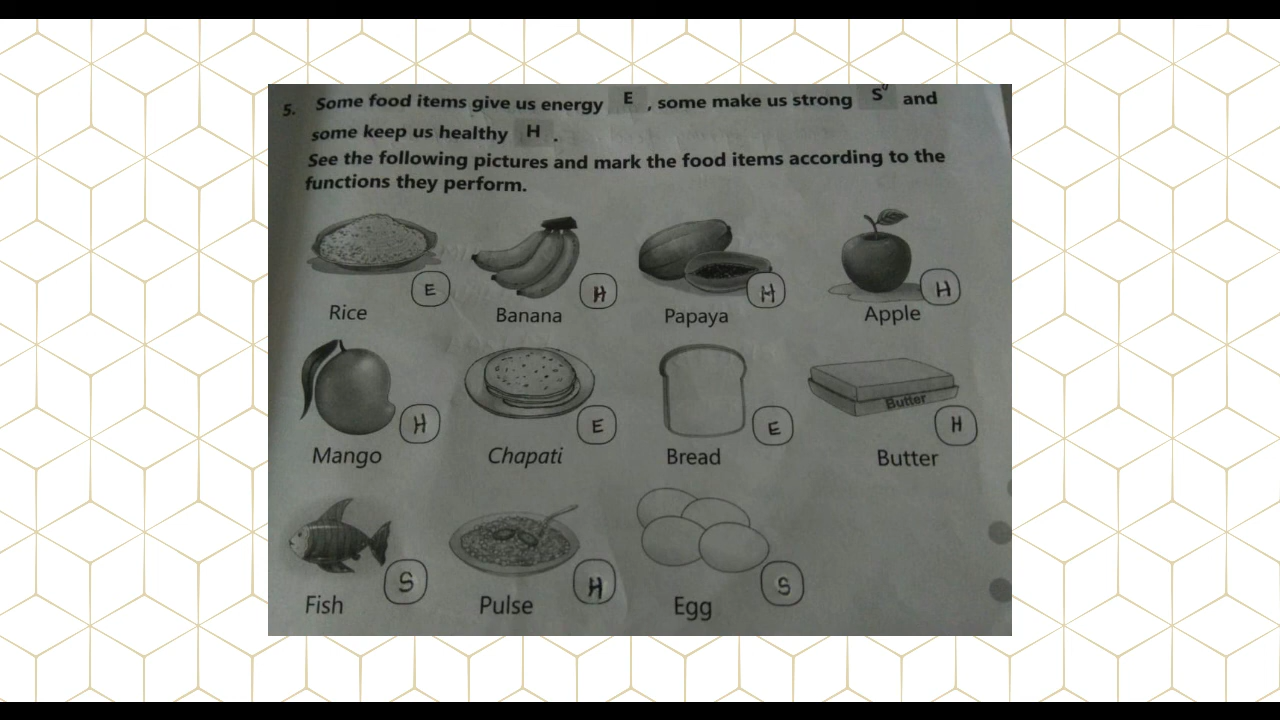 5. Some food items give us energy E , some make us strong S and
some keep us healthy H .
See the following pictures and mark the food items according to the
functions they perform.
E H H H
Rice Banana Papaya Apple
H E E H
Butter
Mango Chapati Bread Butter
S H S
Fish Pulse Egg